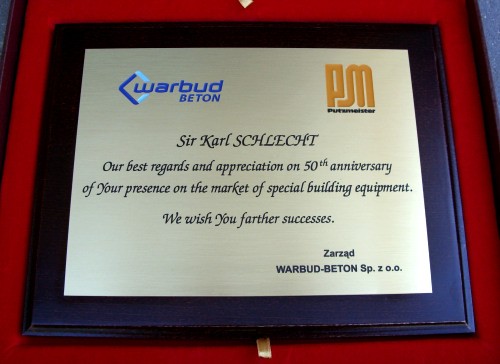 warbud
BETON
PM
Putzmeister
Sir Karl SCHLECHT
Our best regards and appreciation on 50th anniversary
of Your presence on the market of special building equipment.
We wish You farther successes.
Zarząd
WARBUD-BETON Sp. z o.o.